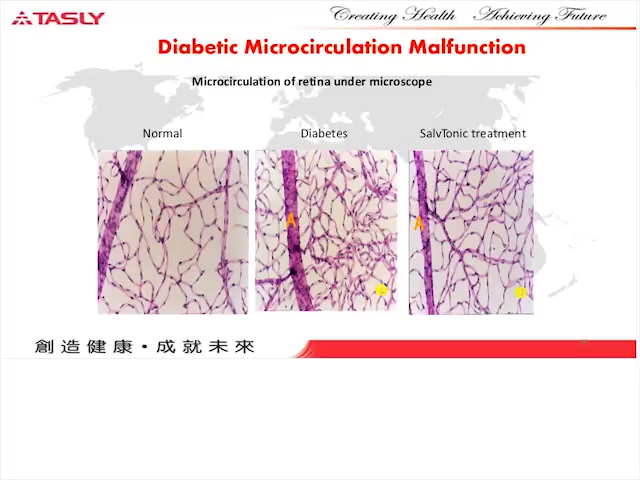 TASLY
Creating Health Achieving Future
Diabetic Microcirculation Malfunction
Microcirculation of retina under microscope
Normal
Diabetes
SalvTonic treatment
A
A
創造健康・成就未來